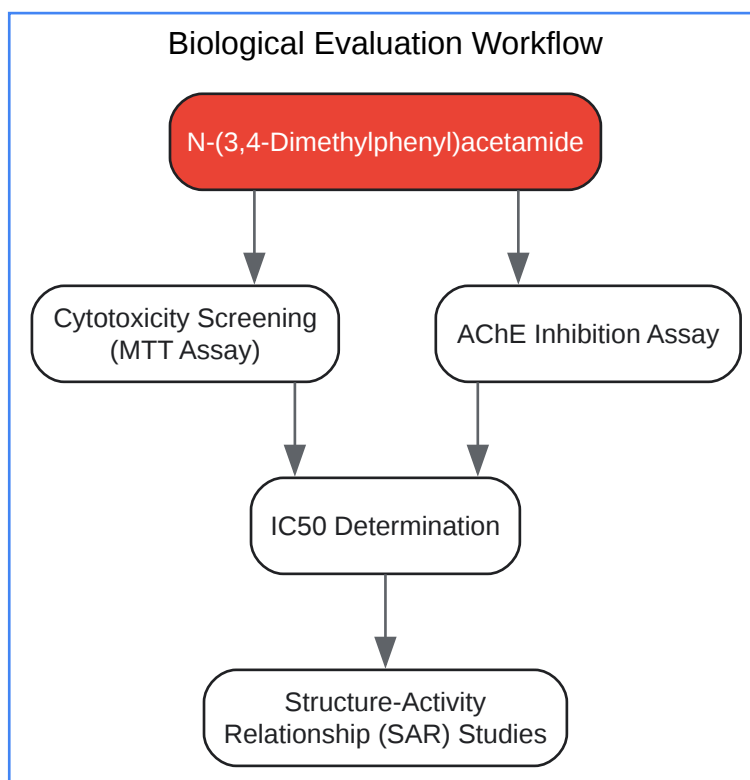 Biological Evaluation Workflow
N-(3,4-Dimethylphenyl)acetamide
Cytotoxicity Screening
(MTT Assay)
AChE Inhibition Assay
IC50 Determination
Structure-Activity
Relationship (SAR) Studies